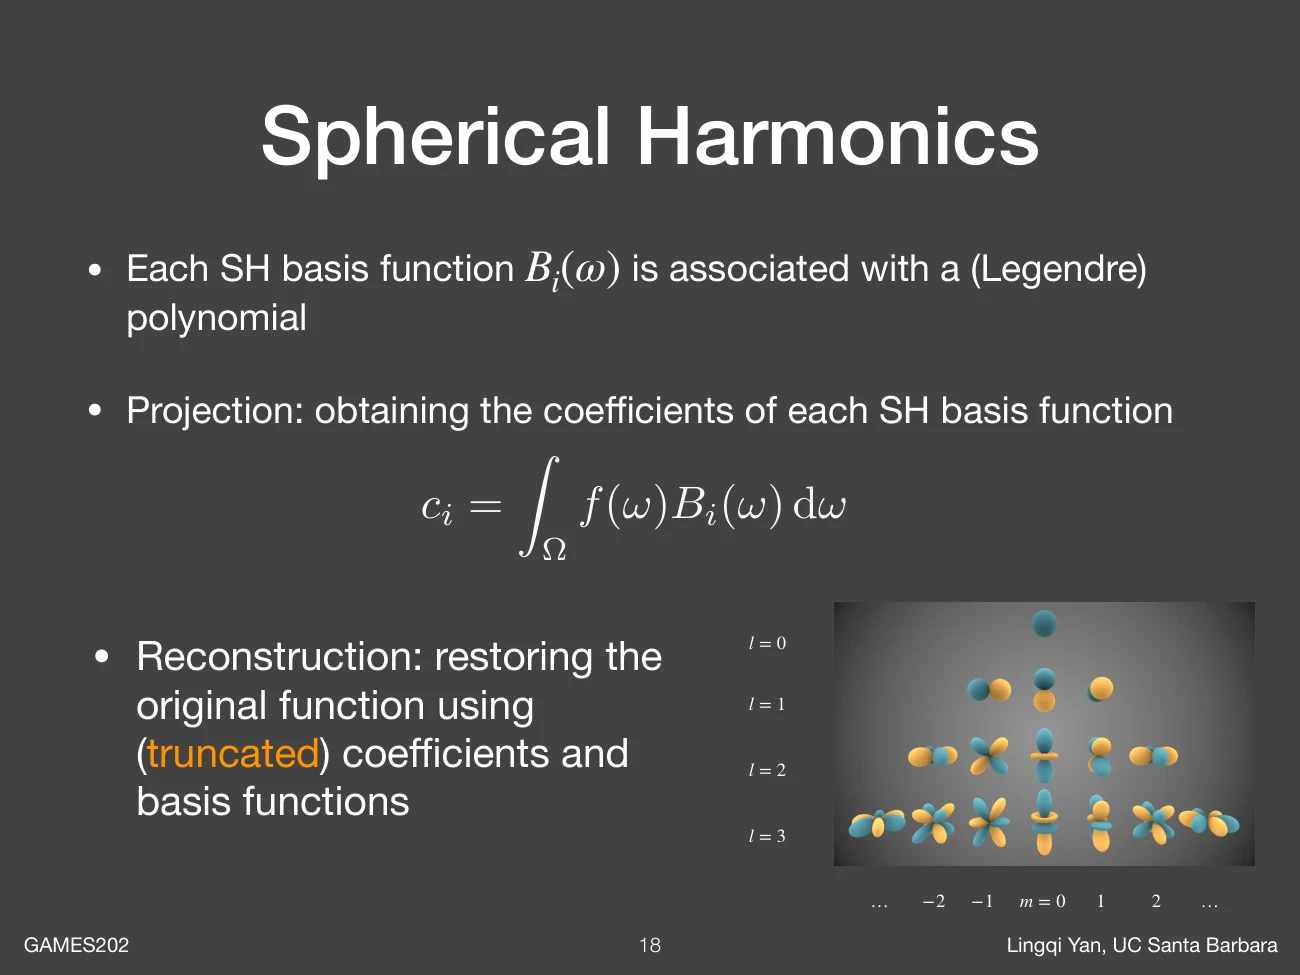 Spherical Harmonics
• Each SH basis function B_i(ω) is associated with a (Legendre)
polynomial
• Projection: obtaining the coefficients of each SH basis function
c_i = ∫_Ω f(ω)B_i(ω) dω
• Reconstruction: restoring the
original function using
(truncated) coefficients and
basis functions
l = 0
l = 1
l = 2
l = 3
… −2 −1 m = 0 1 2 …
GAMES202 18 Lingqi Yan, UC Santa Barbara